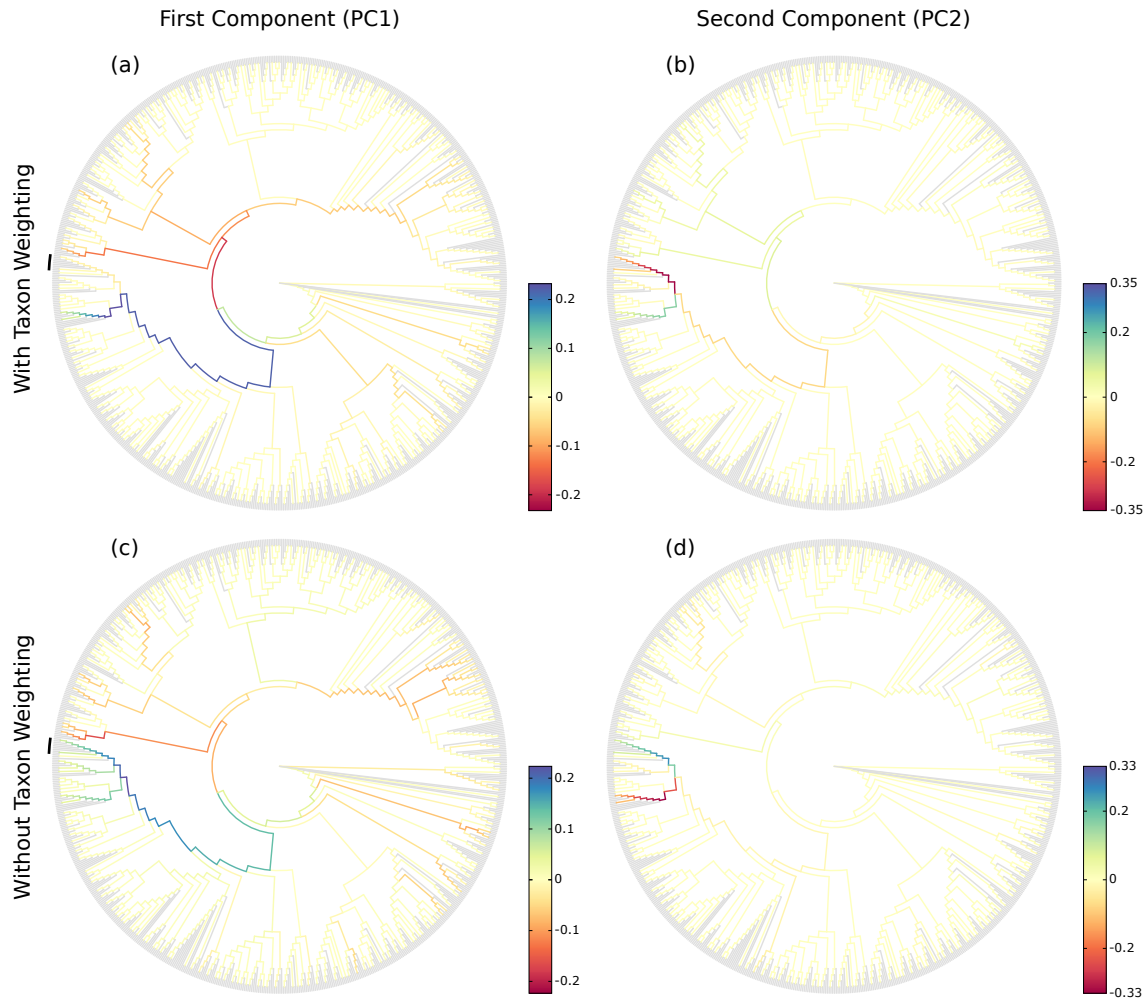 First Component (PC1)
Second Component (PC2)
(a)
(b)
With Taxon Weighting
0.2
0.1
0
-0.1
-0.2
0.35
0.2
0
-0.2
-0.35
(c)
(d)
Without Taxon Weighting
0.2
0.1
0
-0.1
-0.2
0.33
0.2
0
-0.2
-0.33